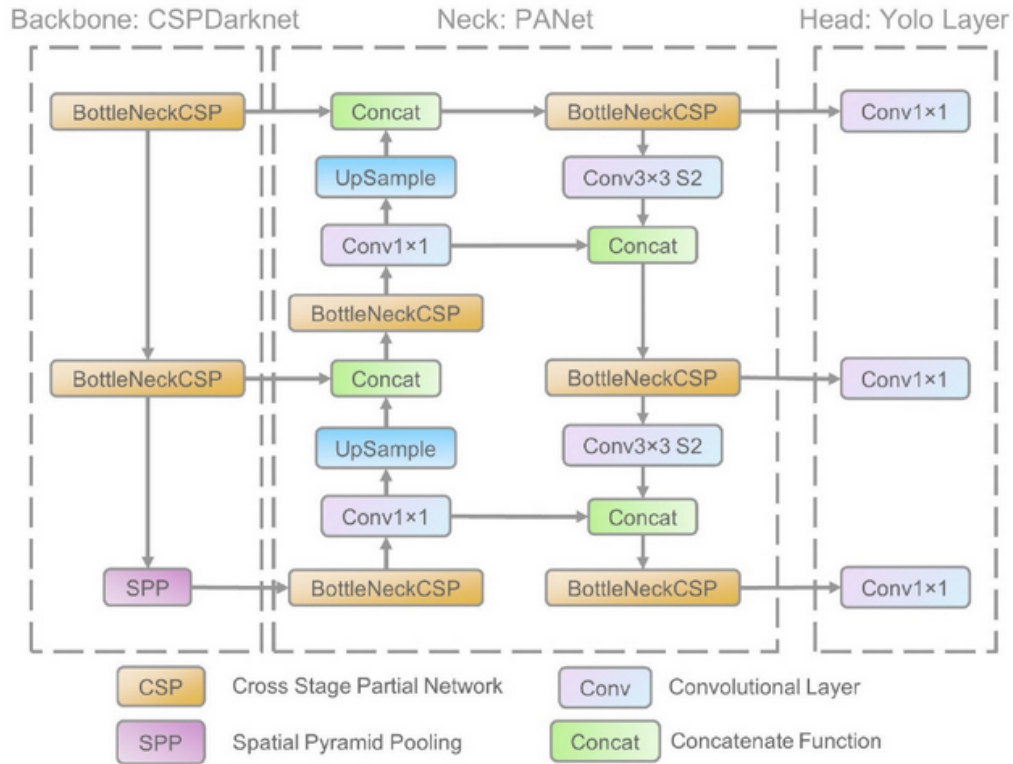 Backbone: CSPDarknet
Neck: PANet
Head: Yolo Layer
BottleNeckCSP
Concat
BottleNeckCSP
Conv1×1
UpSample
Conv3×3 S2
Conv1×1
Concat
BottleNeckCSP
BottleNeckCSP
Concat
BottleNeckCSP
Conv1×1
UpSample
Conv3×3 S2
Conv1×1
Concat
SPP
BottleNeckCSP
BottleNeckCSP
Conv1×1
CSP
Cross Stage Partial Network
Conv
Convolutional Layer
SPP
Spatial Pyramid Pooling
Concat
Concatenate Function